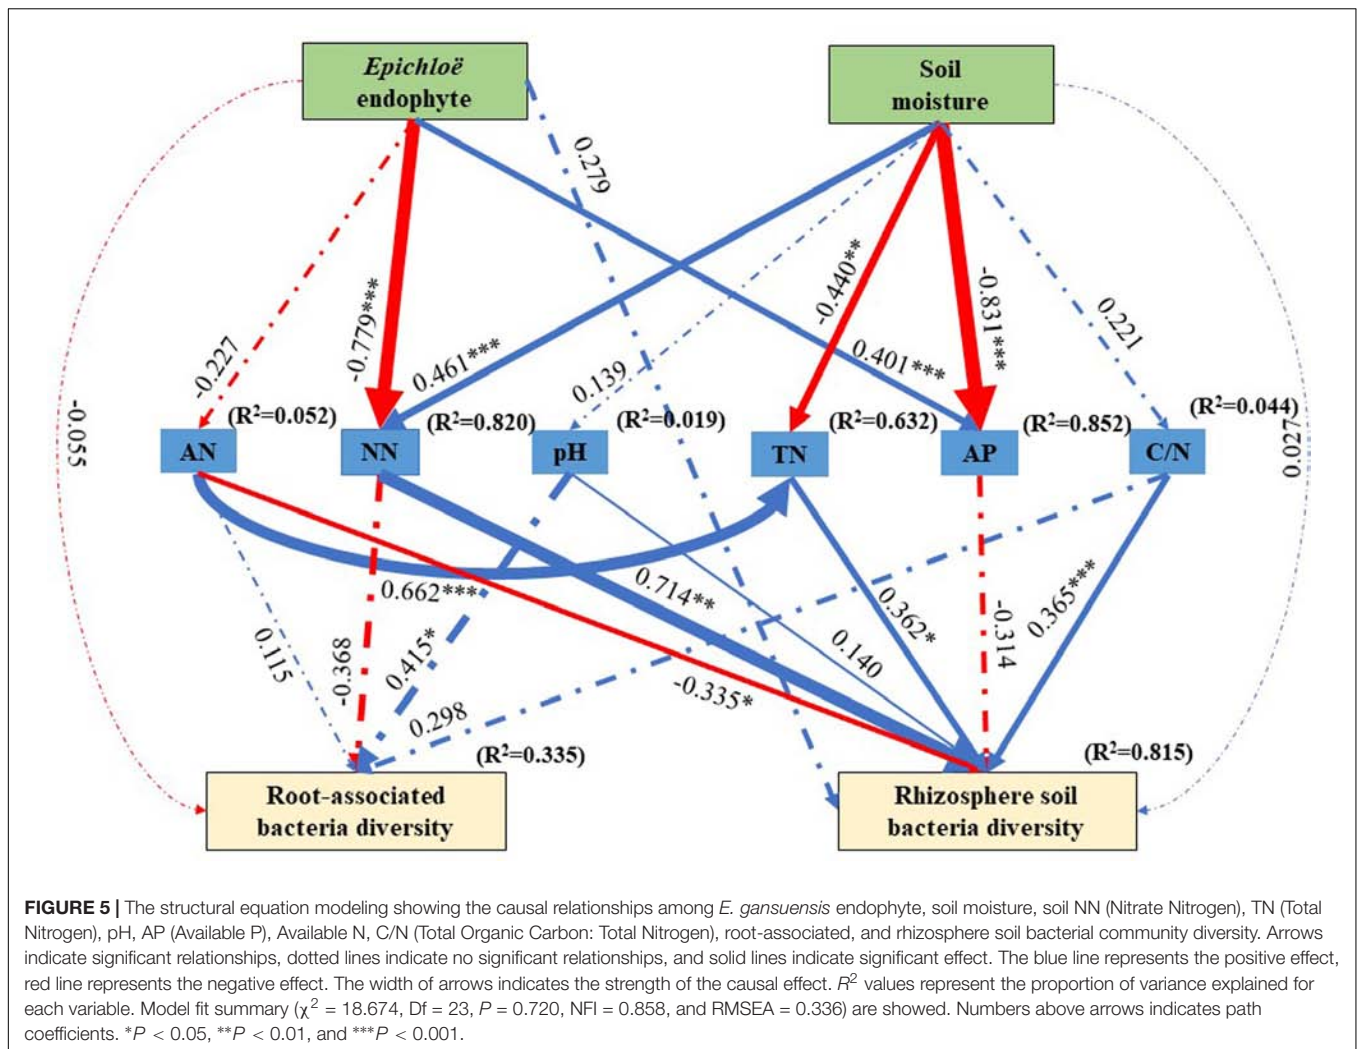 Epichloë
endophyte
Soil
moisture
0.279
-0.227
-0.779***
0.461***
0.139
-0.440**
0.401***
-0.831***
0.221
-0.055
0.027
(R²=0.052)
(R²=0.820)
(R²=0.019)
(R²=0.632)
(R²=0.852)
(R²=0.044)
AN
NN
pH
TN
AP
C/N
0.662***
0.714**
0.362*
-0.314
0.365***
0.115
-0.368
0.415*
0.298
-0.335*
0.140
(R²=0.335)
(R²=0.815)
Root-associated
bacteria diversity
Rhizosphere soil
bacteria diversity
FIGURE 5 | The structural equation modeling showing the causal relationships among E. gansuensis endophyte, soil moisture, soil NN (Nitrate Nitrogen), TN (Total
Nitrogen), pH, AP (Available P), Available N, C/N (Total Organic Carbon: Total Nitrogen), root-associated, and rhizosphere soil bacterial community diversity. Arrows
indicate significant relationships, dotted lines indicate no significant relationships, and solid lines indicate significant effect. The blue line represents the positive effect,
red line represents the negative effect. The width of arrows indicates the strength of the causal effect. R² values represent the proportion of variance explained for
each variable. Model fit summary (χ² = 18.674, Df = 23, P = 0.720, NFI = 0.858, and RMSEA = 0.336) are showed. Numbers above arrows indicates path
coefficients. *P < 0.05, **P < 0.01, and ***P < 0.001.